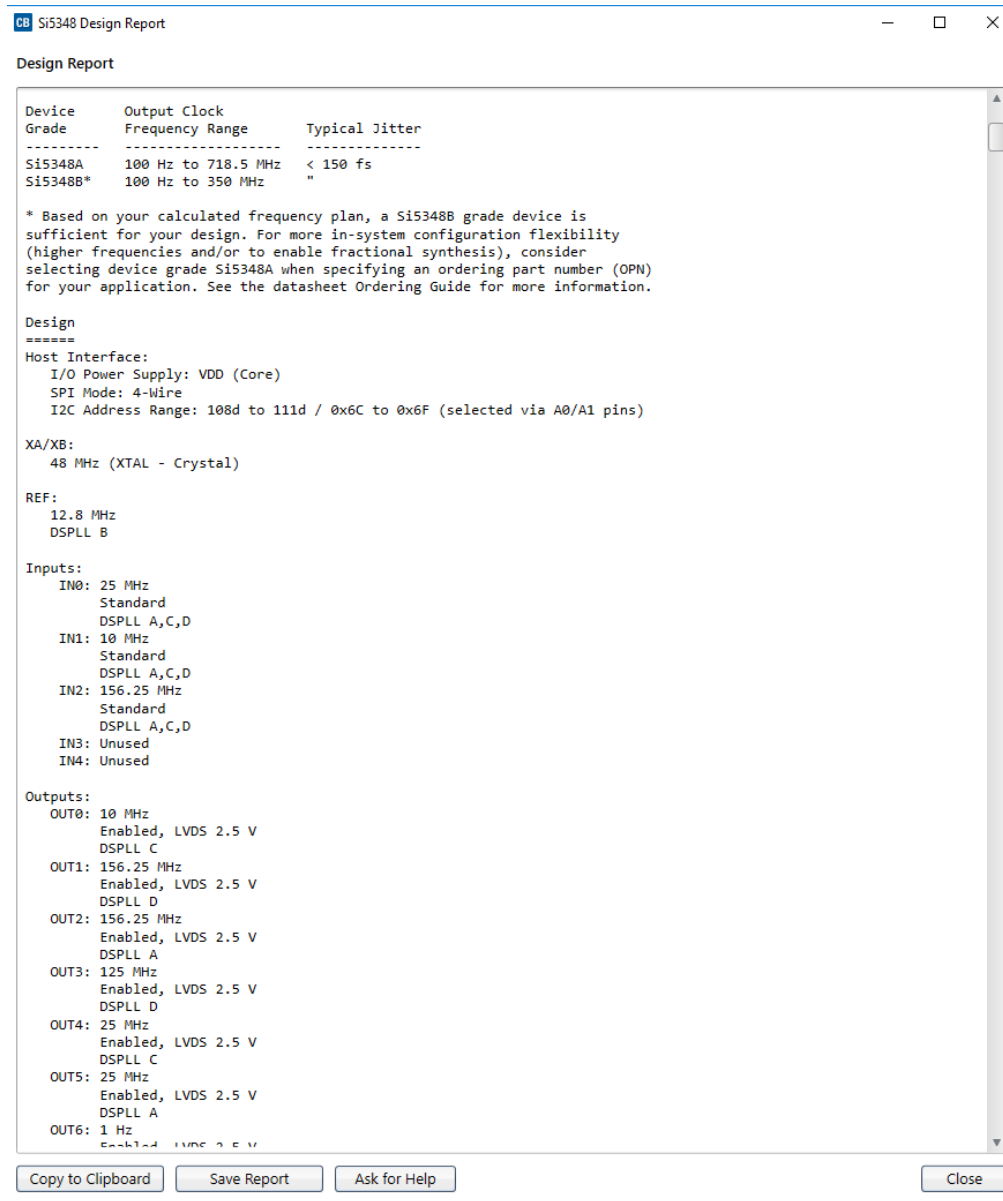 CB Si5348 Design Report
Design Report
Device Output Clock
Grade Frequency Range Typical Jitter
--------- ------------------- --------------
Si5348A 100 Hz to 718.5 MHz < 150 fs
Si5348B* 100 Hz to 350 MHz "
* Based on your calculated frequency plan, a Si5348B grade device is
sufficient for your design. For more in-system configuration flexibility
(higher frequencies and/or to enable fractional synthesis), consider
selecting device grade Si5348A when specifying an ordering part number (OPN)
for your application. See the datasheet Ordering Guide for more information.
Design
======
Host Interface:
I/O Power Supply: VDD (Core)
SPI Mode: 4-Wire
I2C Address Range: 108d to 111d / 0x6C to 0x6F (selected via A0/A1 pins)
XA/XB:
48 MHz (XTAL - Crystal)
REF:
12.8 MHz
DSPLL B
Inputs:
IN0: 25 MHz
Standard
DSPLL A,C,D
IN1: 10 MHz
Standard
DSPLL A,C,D
IN2: 156.25 MHz
Standard
DSPLL A,C,D
IN3: Unused
IN4: Unused
Outputs:
OUT0: 10 MHz
Enabled, LVDS 2.5 V
DSPLL C
OUT1: 156.25 MHz
Enabled, LVDS 2.5 V
DSPLL D
OUT2: 156.25 MHz
Enabled, LVDS 2.5 V
DSPLL A
OUT3: 125 MHz
Enabled, LVDS 2.5 V
DSPLL D
OUT4: 25 MHz
Enabled, LVDS 2.5 V
DSPLL C
OUT5: 25 MHz
Enabled, LVDS 2.5 V
DSPLL A
OUT6: 1 Hz
Enabled, LVDS 2.5 V
Copy to Clipboard Save Report Ask for Help Close